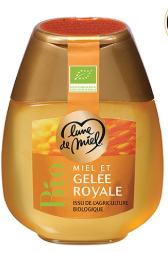 Lune
de Miel
Bio
MIEL ET
GELÉE
ROYALE
ISSU DE L'AGRICULTURE
BIOLOGIQUE